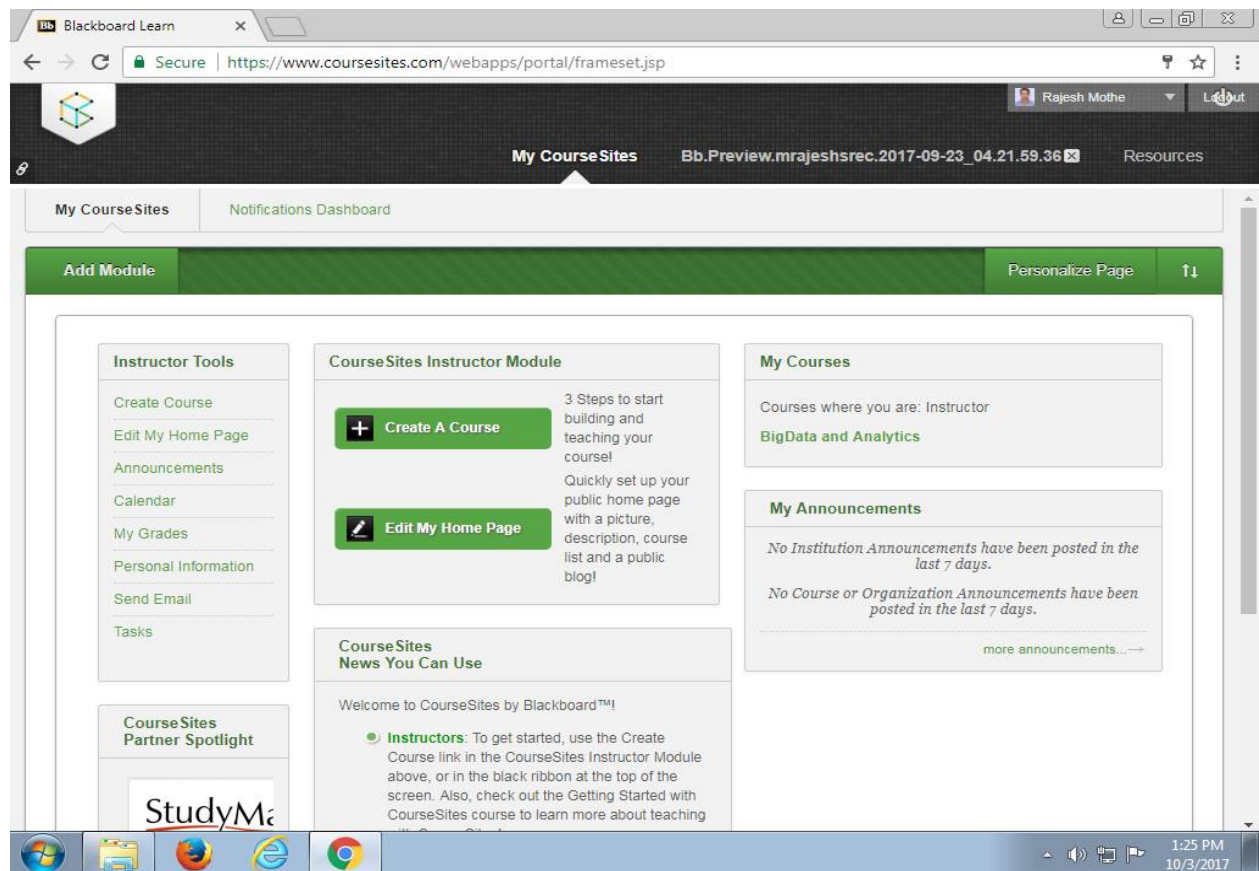 Blackboard Learn
Secure | https://www.coursesites.com/webapps/portal/frameset.jsp
Rajesh Mothe
My CourseSites Bb.Preview.mrajeshsrec.2017-09-23_04.21.59.36 Resources
My CourseSites Notifications Dashboard
Add Module Personalize Page
Instructor Tools
Create Course
Edit My Home Page
Announcements
Calendar
My Grades
Personal Information
Send Email
Tasks
CourseSites
Partner Spotlight
CourseSites Instructor Module
Create A Course
3 Steps to start
building and
teaching your
course!
Edit My Home Page
Quickly set up your
public home page
with a picture,
description, course
list and a public
blog!
CourseSites
News You Can Use
Welcome to CourseSites by Blackboard™!
Instructors: To get started, use the Create
Course link in the CourseSites Instructor Module
above, or in the black ribbon at the top of the
screen. Also, check out the Getting Started with
CourseSites course to learn more about teaching
My Courses
Courses where you are: Instructor
BigData and Analytics
My Announcements
No Institution Announcements have been posted in the
last 7 days.
No Course or Organization Announcements have been
posted in the last 7 days.
more announcements...→
1:25 PM
10/3/2017